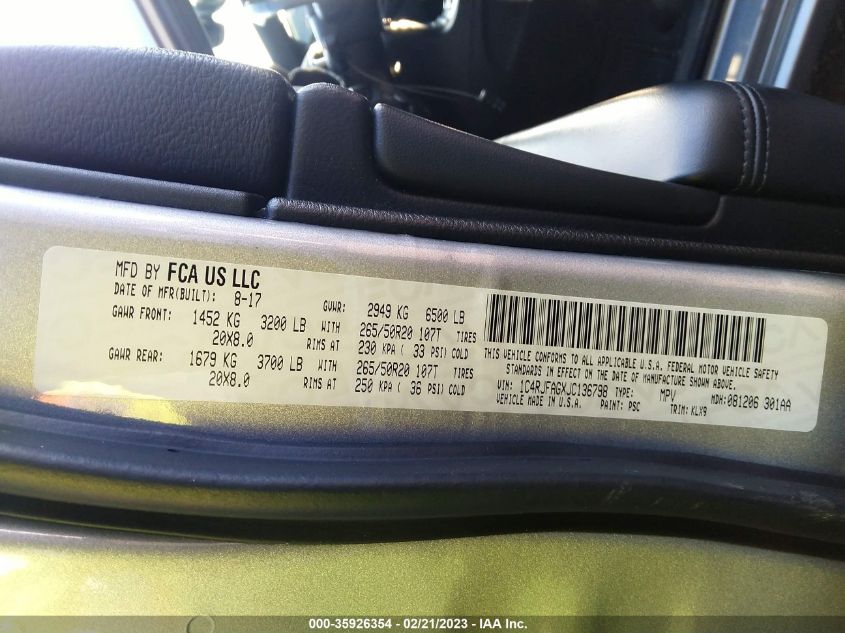 MFD BY FCA US LLC
DATE OF MFR(BUILT): 8-17 GVWR: 2949 KG 6500 LB
GAWR FRONT: 1452 KG 3200 LB WITH 265/50R20 107T TIRES
20X8.0 RIMS AT 230 KPA ( 33 PSI) COLD
GAWR REAR: 1679 KG 3700 LB WITH 265/50R20 107T TIRES
20X8.0 RIMS AT 250 KPA ( 36 PSI) COLD
THIS VEHICLE CONFORMS TO ALL APPLICABLE U.S.A. FEDERAL MOTOR VEHICLE SAFETY
STANDARDS IN EFFECT ON THE DATE OF MANUFACTURE SHOWN ABOVE.
VIN: 1C4RJFAGXJC136798 TYPE: MPV MDH: 081206 301AA
VEHICLE MADE IN U.S.A. PAINT: PSC TRIM: KLX9
000-35926354 - 02/21/2023 - IAA Inc.